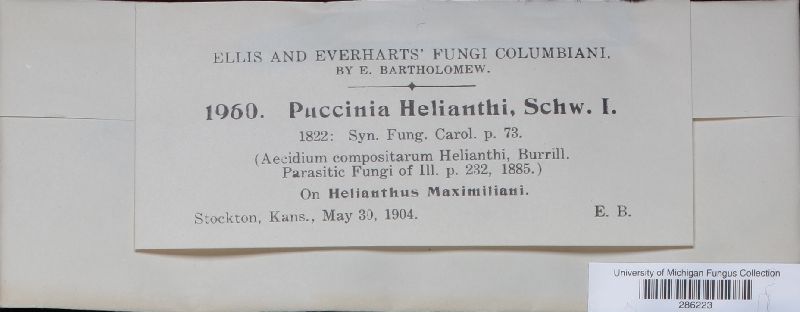 ELLIS AND EVERHARTS' FUNGI COLUMBIANI.
BY E. BARTHOLOMEW.
1960. Puccinia Helianthi, Schw. I.
1822: Syn. Fung. Carol. p. 73.
(Aecidium compositarum Helianthi, Burrill.
Parasitic Fungi of Ill. p. 232, 1885.)
On Helianthus Maximiliani.
Stockton, Kans., May 30, 1904. E. B.
University of Michigan Fungus Collection
286223